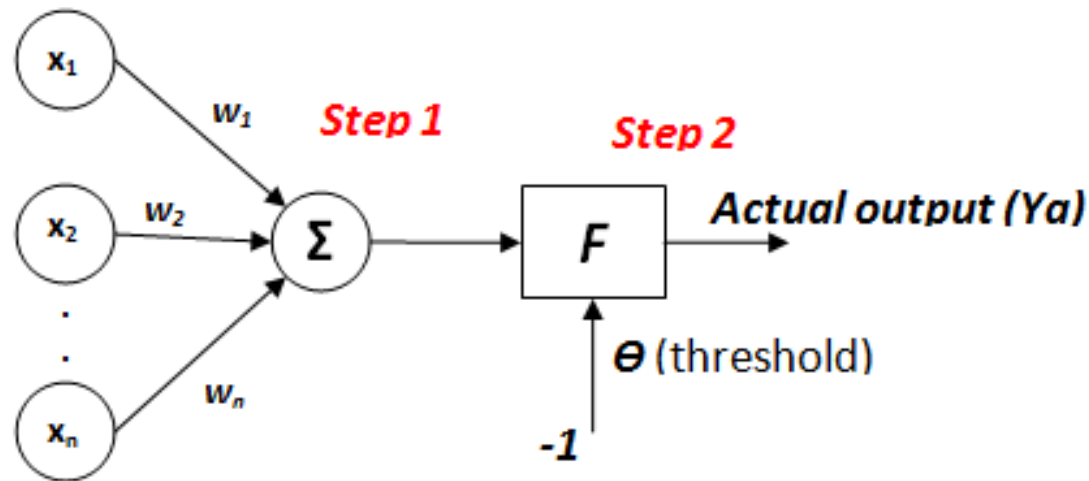 x₁
w₁
Step 1
Step 2
x₂
w₂
Σ
F
Actual output (Ya)
.
.
ϴ (threshold)
wₙ
xₙ
-1